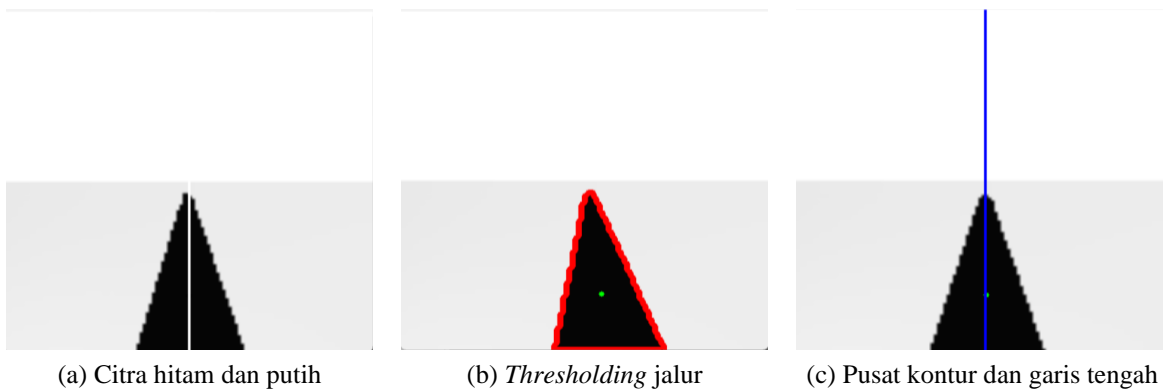 (a) Citra hitam dan putih
(b) Thresholding jalur
(c) Pusat kontur dan garis tengah